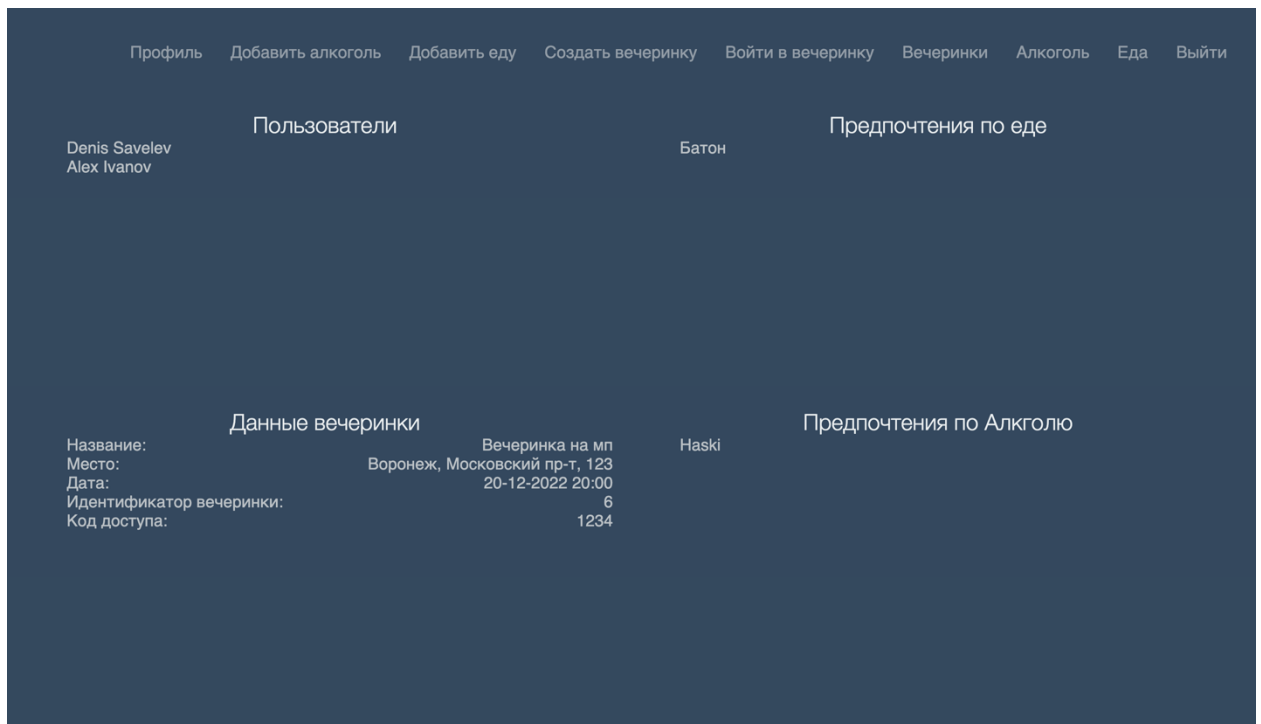 Профиль Добавить алкоголь Добавить еду Создать вечеринку Войти в вечеринку Вечеринки Алкоголь Еда Выйти
Пользователи
Denis Savelev
Alex Ivanov
Предпочтения по еде
Батон
Данные вечеринки
Название: Вечеринка на мп
Место: Воронеж, Московский пр-т, 123
Дата: 20-12-2022 20:00
Идентификатор вечеринки: 6
Код доступа: 1234
Предпочтения по Алкголю
Haski